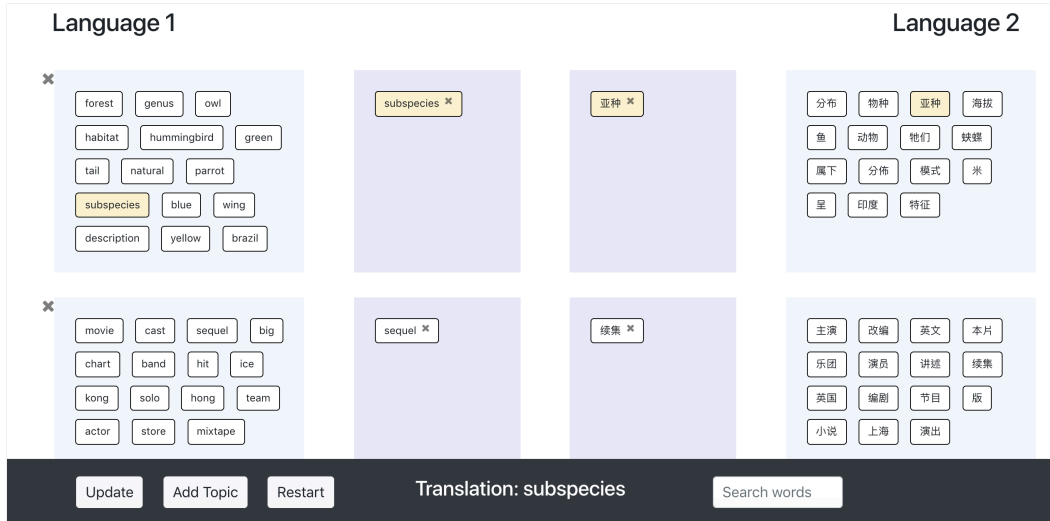 Language 1 Language 2
forest genus owl subspecies ✖ 亚种 ✖ 分布 物种 亚种 海拔
habitat hummingbird green 鱼 动物 牠们 蛱蝶
tail natural parrot 属下 分佈 模式 米
subspecies blue wing 呈 印度 特征
description yellow brazil
movie cast sequel big sequel ✖ 续集 ✖ 主演 改编 英文 本片
chart band hit ice 乐团 演员 讲述 续集
kong solo hong team 英国 编剧 节目 版
actor store mixtape 小说 上海 演出
Update Add Topic Restart Translation: subspecies Search words